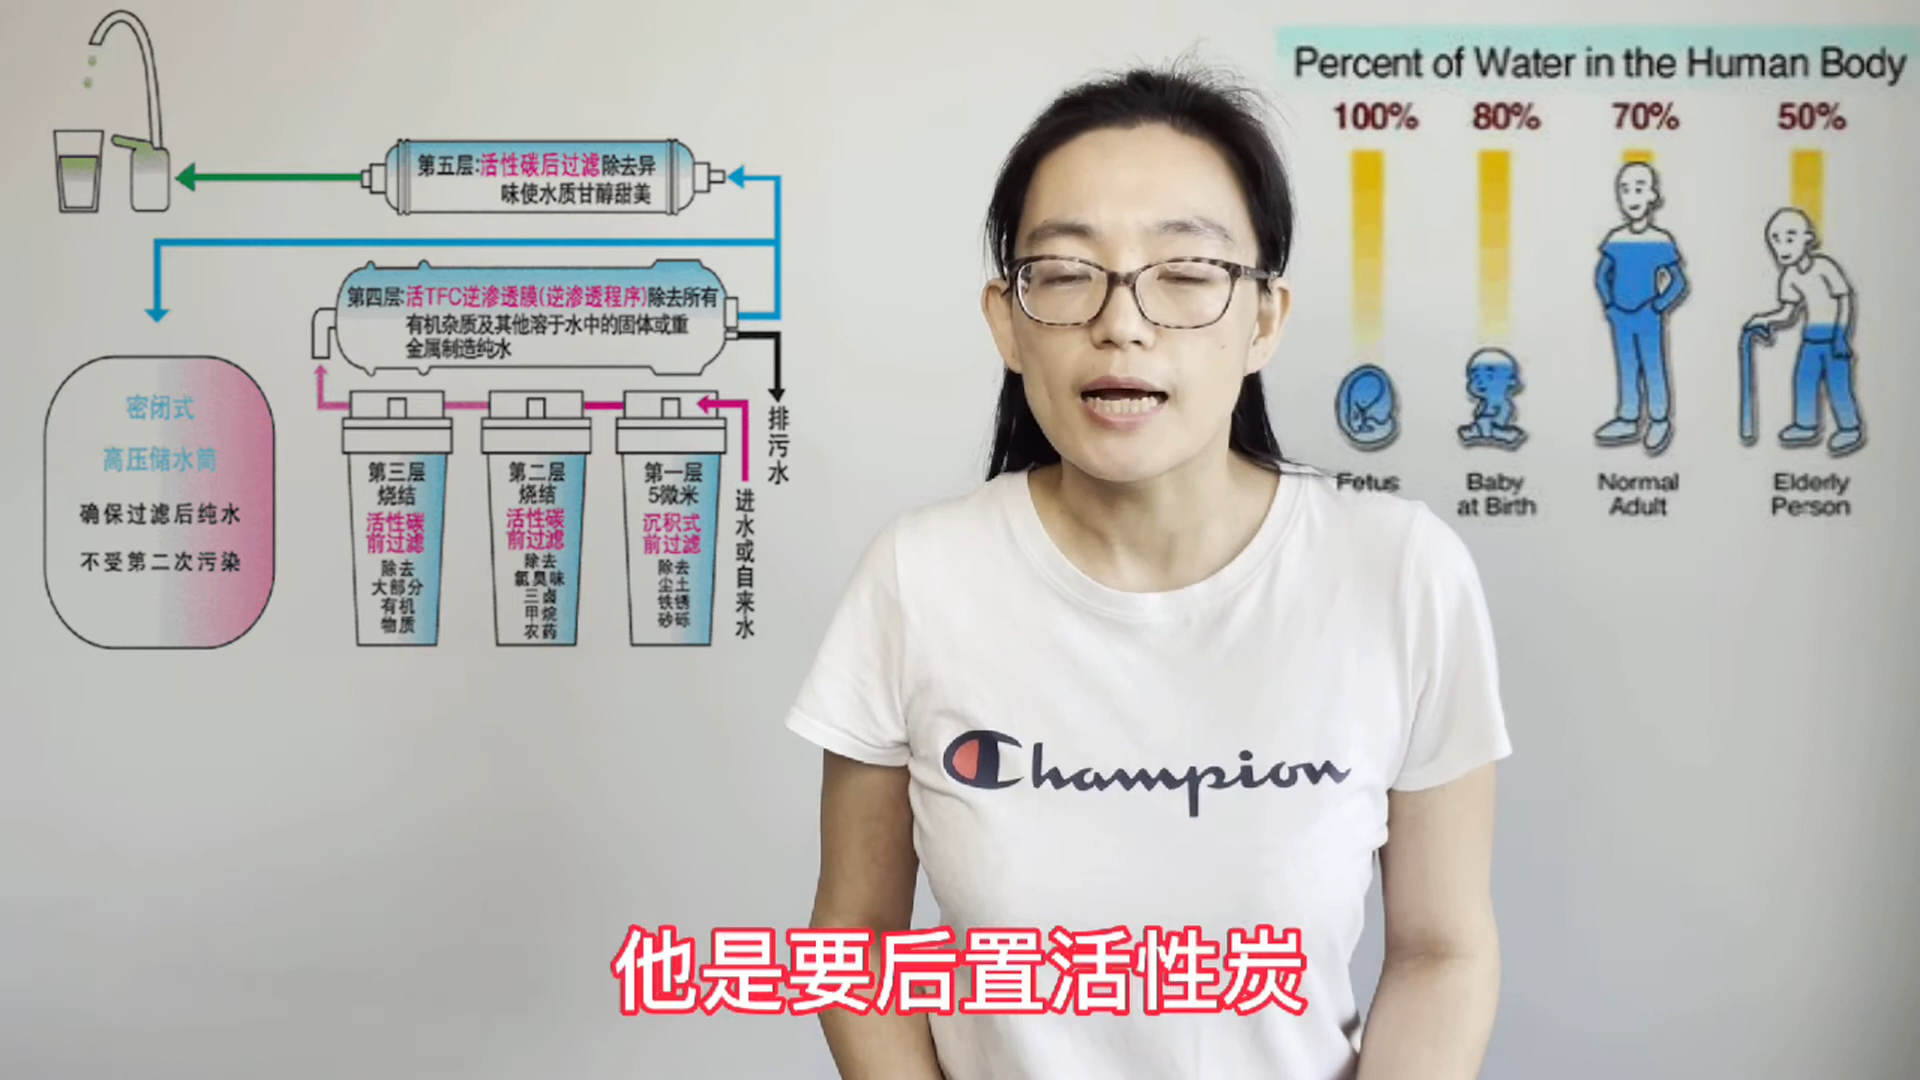 第五层:活性碳后过滤除去异
味使水质甘醇甜美
第四层:活TFC逆渗透膜(逆渗透程序)除去所有
有机杂质及其他溶于水中的固体或重
金属制造纯水
密闭式
高压储水筒
确保过滤后纯水
不受第二次污染
第三层
烧结
活性碳
前过滤
除去
大部分
有机
物质
第二层
烧结
活性碳
前过滤
除去
氯臭味
三卤
甲烷
农药
第一层
5微米
沉积式
前过滤
除去
尘土
铁锈
砂砾
排污水
进水或自来水
Percent of Water in the Human Body
100% 80% 70% 50%
Fetus
Baby
at Birth
Normal
Adult
Elderly
Person
Champion
他是要后置活性炭